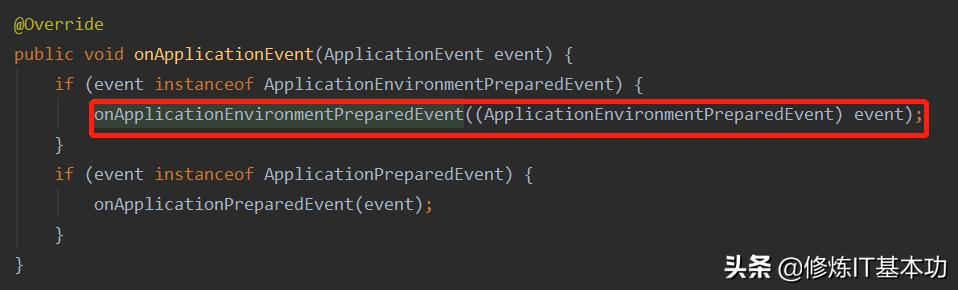 @Override
public void onApplicationEvent(ApplicationEvent event) {
    if (event instanceof ApplicationEnvironmentPreparedEvent) {
        onApplicationEnvironmentPreparedEvent((ApplicationEnvironmentPreparedEvent) event);
    }
    if (event instanceof ApplicationPreparedEvent) {
        onApplicationPreparedEvent(event);
    }
}
头条 @修炼IT基本功